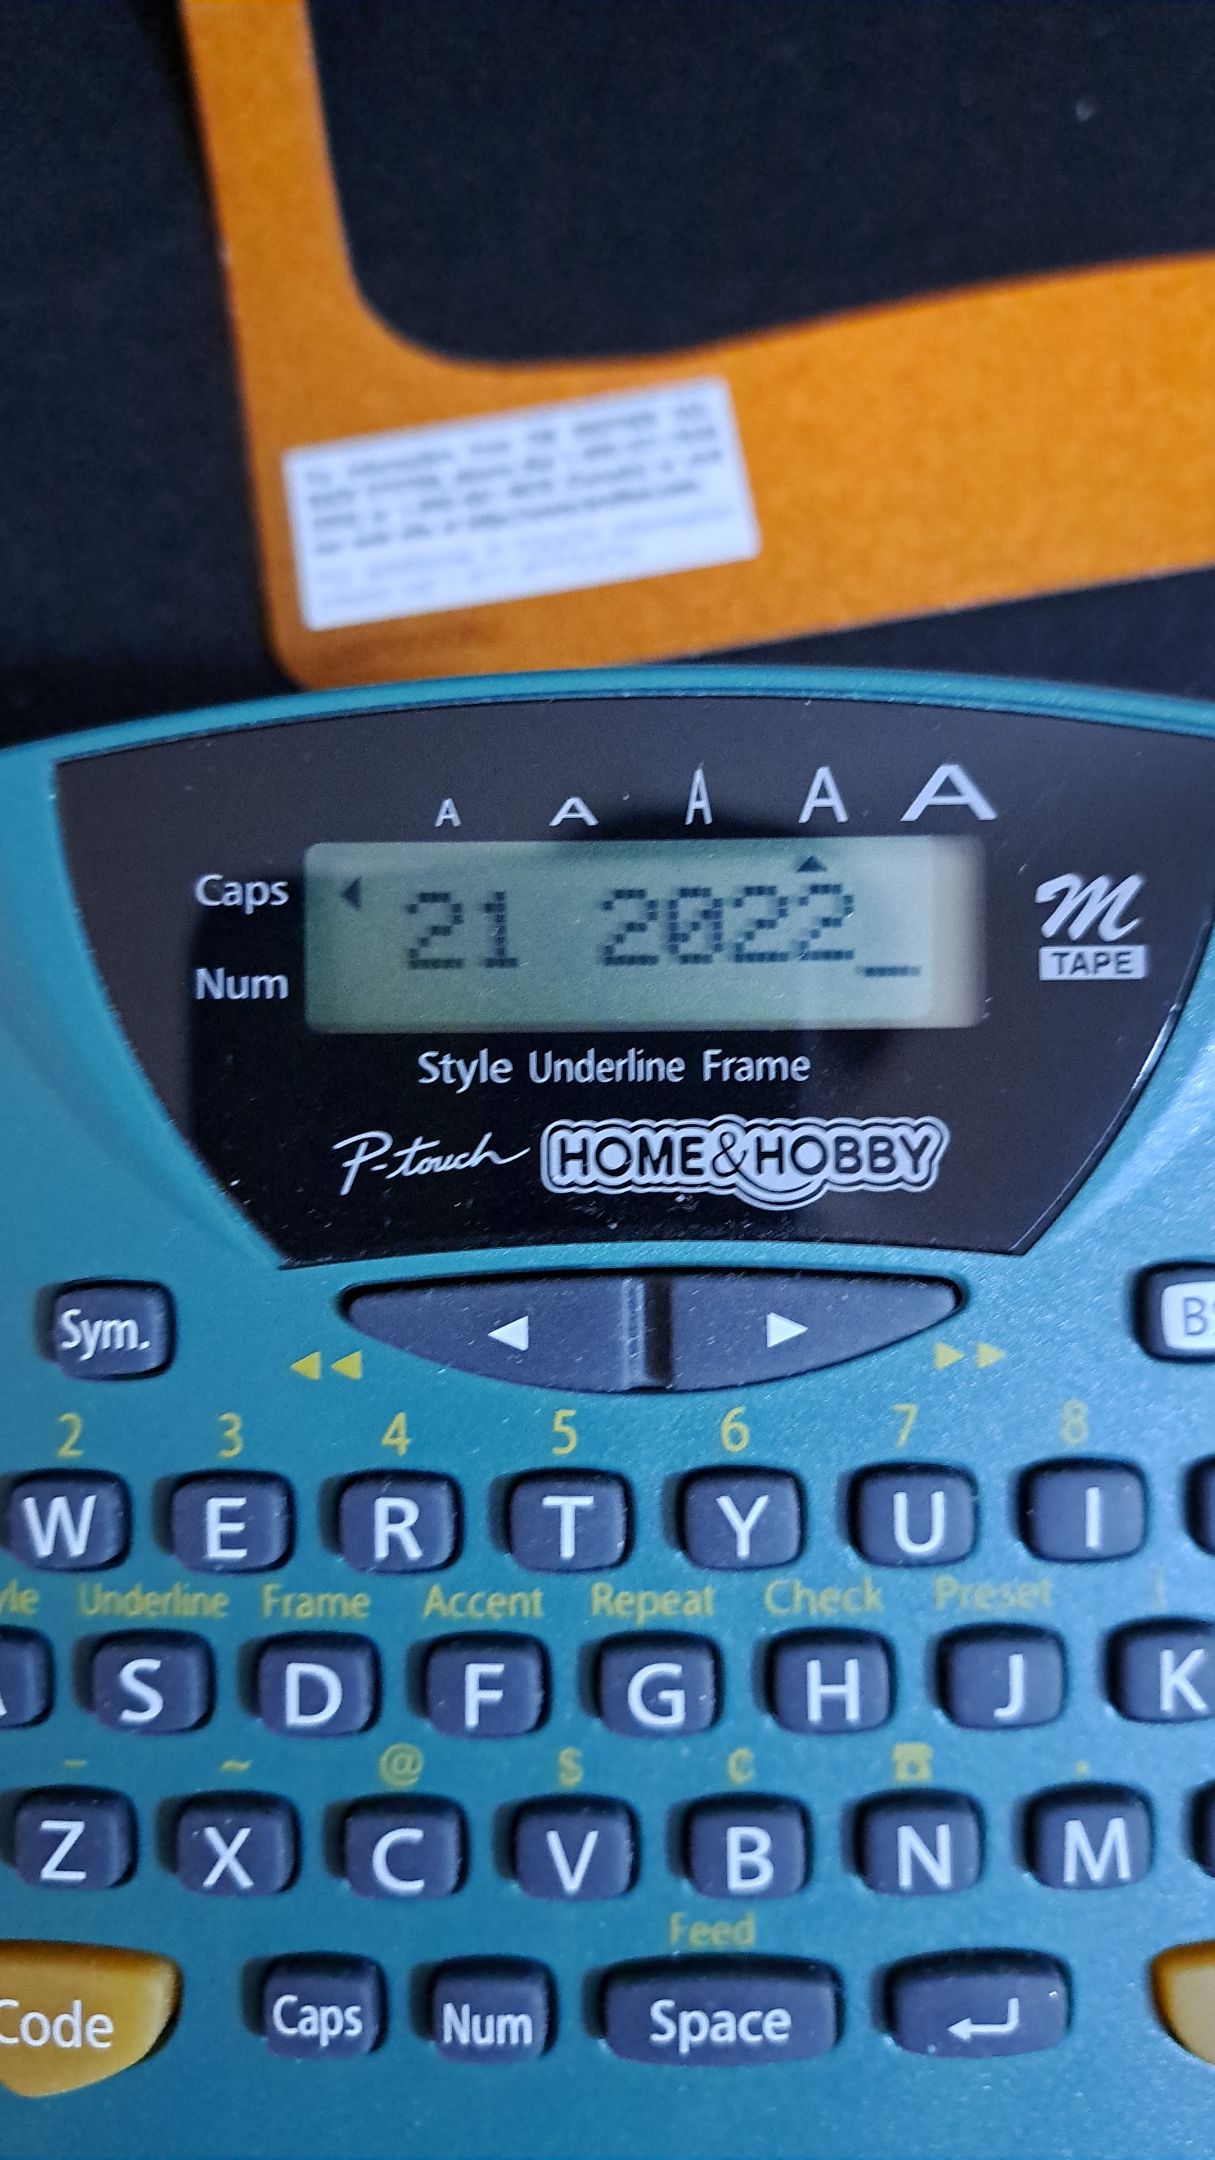 A A A A A
Caps
21 2022_
Num
M
TAPE
Style Underline Frame
P-touch HOME&HOBBY
Sym.
2 3 4 5 6 7 8
W E R T Y U I
Underline Frame Accent Repeat Check Preset
S D F G H J K
- ~ @ $ ¢ ☎ .
Z X C V B N M
Feed
Code Caps Num Space